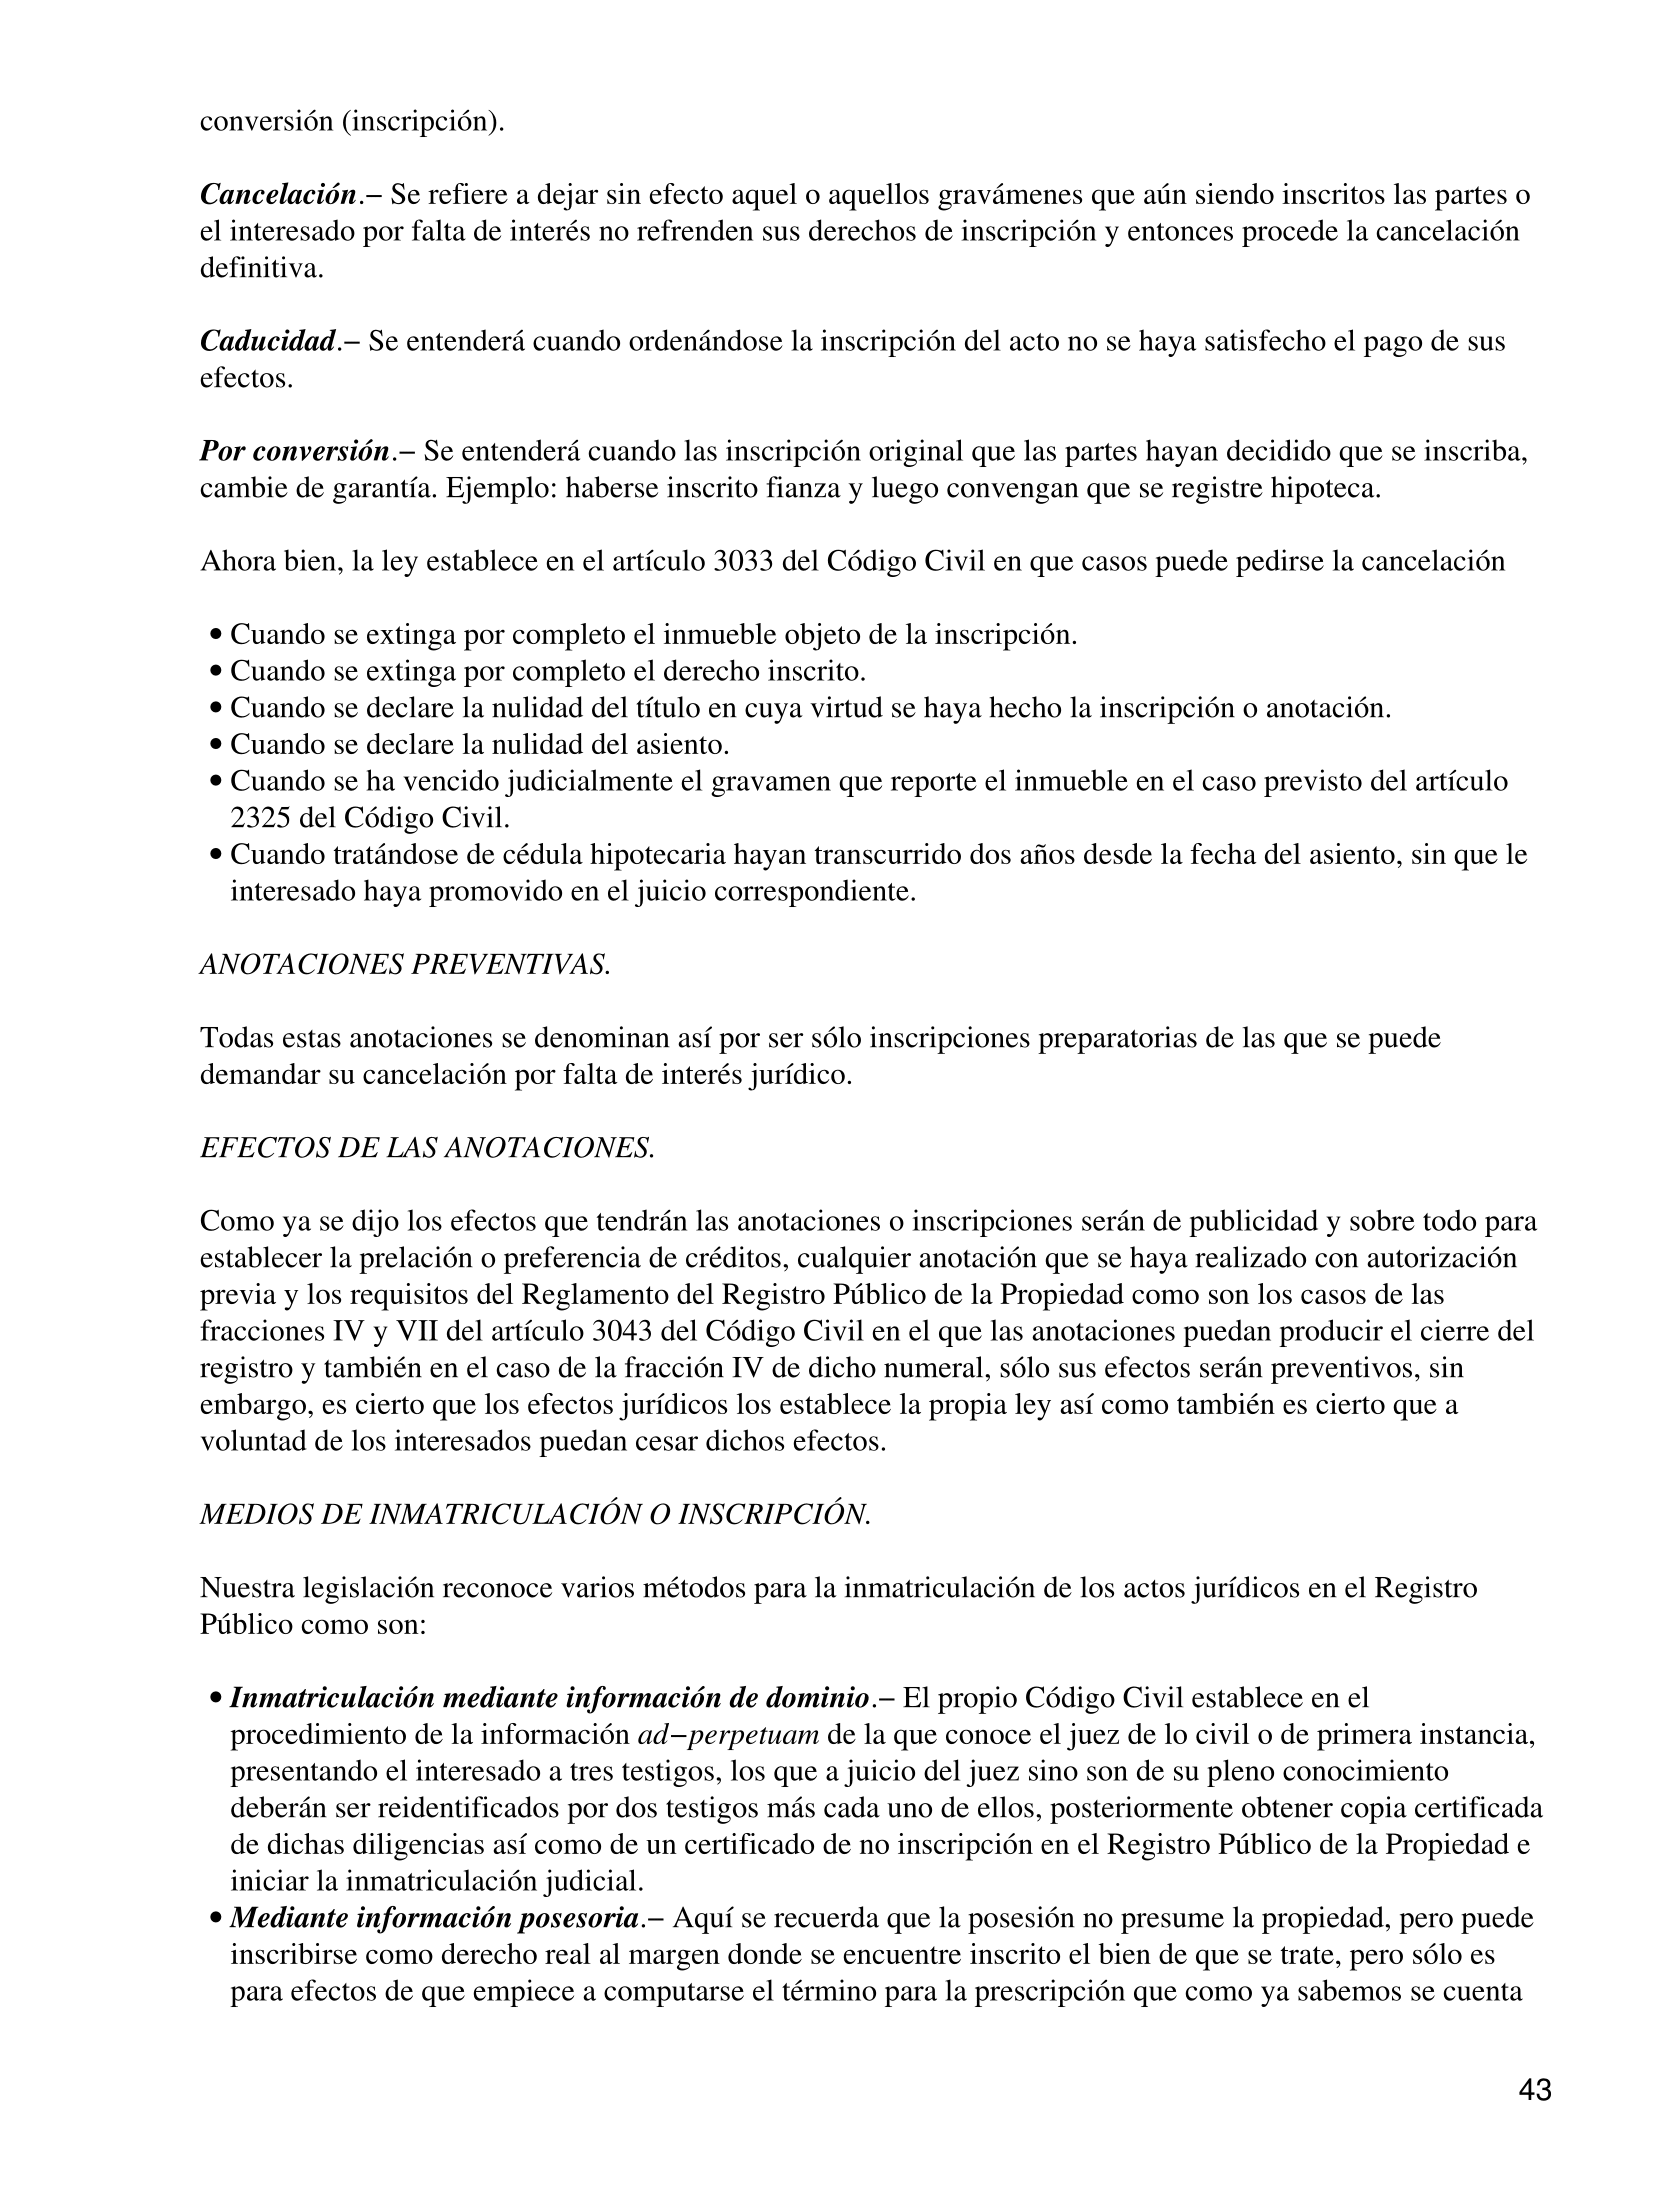 conversión (inscripción).
Cancelación.− Se refiere a dejar sin efecto aquel o aquellos gravámenes que aún siendo inscritos las partes o
el interesado por falta de interés no refrenden sus derechos de inscripción y entonces procede la cancelación
definitiva.
Caducidad.− Se entenderá cuando ordenándose la inscripción del acto no se haya satisfecho el pago de sus
efectos.
Por conversión.− Se entenderá cuando las inscripción original que las partes hayan decidido que se inscriba,
cambie de garantía. Ejemplo: haberse inscrito fianza y luego convengan que se registre hipoteca.
Ahora bien, la ley establece en el artículo 3033 del Código Civil en que casos puede pedirse la cancelación
• Cuando se extinga por completo el inmueble objeto de la inscripción.
• Cuando se extinga por completo el derecho inscrito.
• Cuando se declare la nulidad del título en cuya virtud se haya hecho la inscripción o anotación.
• Cuando se declare la nulidad del asiento.
• Cuando se ha vencido judicialmente el gravamen que reporte el inmueble en el caso previsto del artículo
2325 del Código Civil.
• Cuando tratándose de cédula hipotecaria hayan transcurrido dos años desde la fecha del asiento, sin que le
interesado haya promovido en el juicio correspondiente.
ANOTACIONES PREVENTIVAS.
Todas estas anotaciones se denominan así por ser sólo inscripciones preparatorias de las que se puede
demandar su cancelación por falta de interés jurídico.
EFECTOS DE LAS ANOTACIONES.
Como ya se dijo los efectos que tendrán las anotaciones o inscripciones serán de publicidad y sobre todo para
establecer la prelación o preferencia de créditos, cualquier anotación que se haya realizado con autorización
previa y los requisitos del Reglamento del Registro Público de la Propiedad como son los casos de las
fracciones IV y VII del artículo 3043 del Código Civil en el que las anotaciones puedan producir el cierre del
registro y también en el caso de la fracción IV de dicho numeral, sólo sus efectos serán preventivos, sin
embargo, es cierto que los efectos jurídicos los establece la propia ley así como también es cierto que a
voluntad de los interesados puedan cesar dichos efectos.
MEDIOS DE INMATRICULACIÓN O INSCRIPCIÓN.
Nuestra legislación reconoce varios métodos para la inmatriculación de los actos jurídicos en el Registro
Público como son:
• Inmatriculación mediante información de dominio.− El propio Código Civil establece en el
procedimiento de la información ad−perpetuam de la que conoce el juez de lo civil o de primera instancia,
presentando el interesado a tres testigos, los que a juicio del juez sino son de su pleno conocimiento
deberán ser reidentificados por dos testigos más cada uno de ellos, posteriormente obtener copia certificada
de dichas diligencias así como de un certificado de no inscripción en el Registro Público de la Propiedad e
iniciar la inmatriculación judicial.
• Mediante información posesoria.− Aquí se recuerda que la posesión no presume la propiedad, pero puede
inscribirse como derecho real al margen donde se encuentre inscrito el bien de que se trate, pero sólo es
para efectos de que empiece a computarse el término para la prescripción que como ya sabemos se cuenta
43